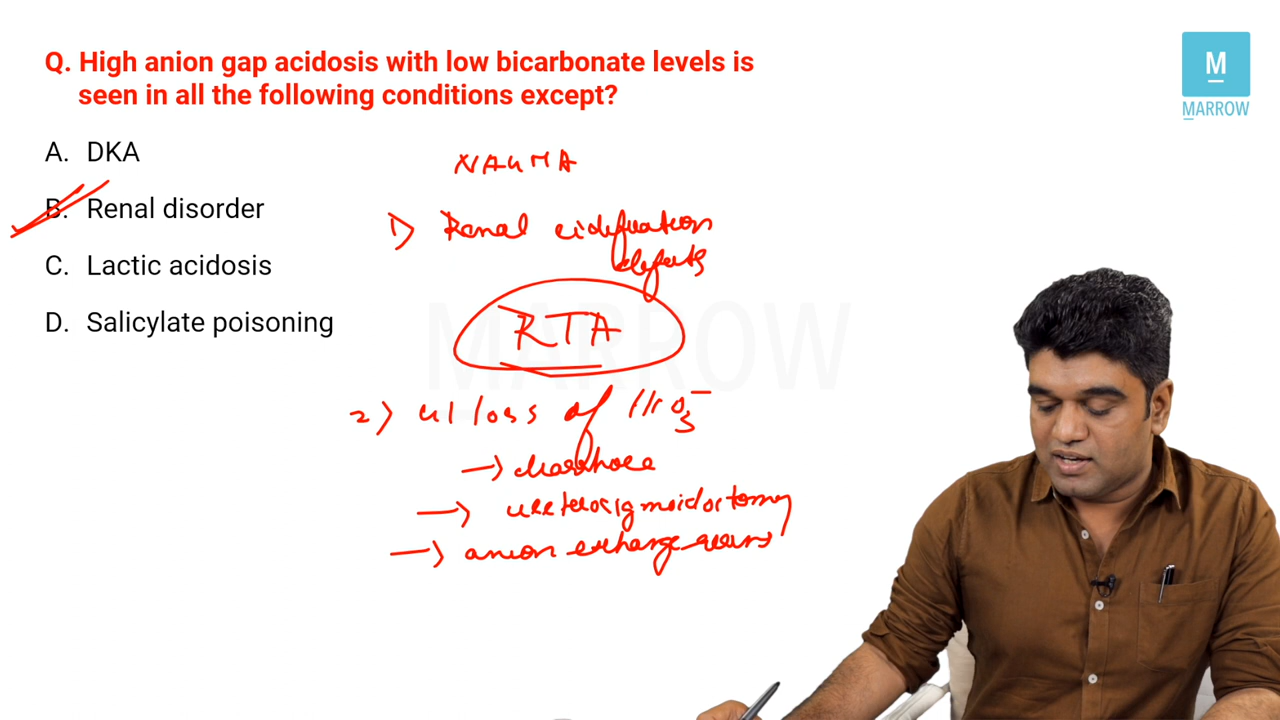 Q. High anion gap acidosis with low bicarbonate levels is
seen in all the following conditions except?
M
MARROW
A. DKA
B. Renal disorder
C. Lactic acidosis
D. Salicylate poisoning
NAGMA
1) Renal acidification
defects
RTA
MARROW
2) GI loss of HCO3-
→ diarrhoea
→ ureterosigmoidostomy
→ anion exchange resins